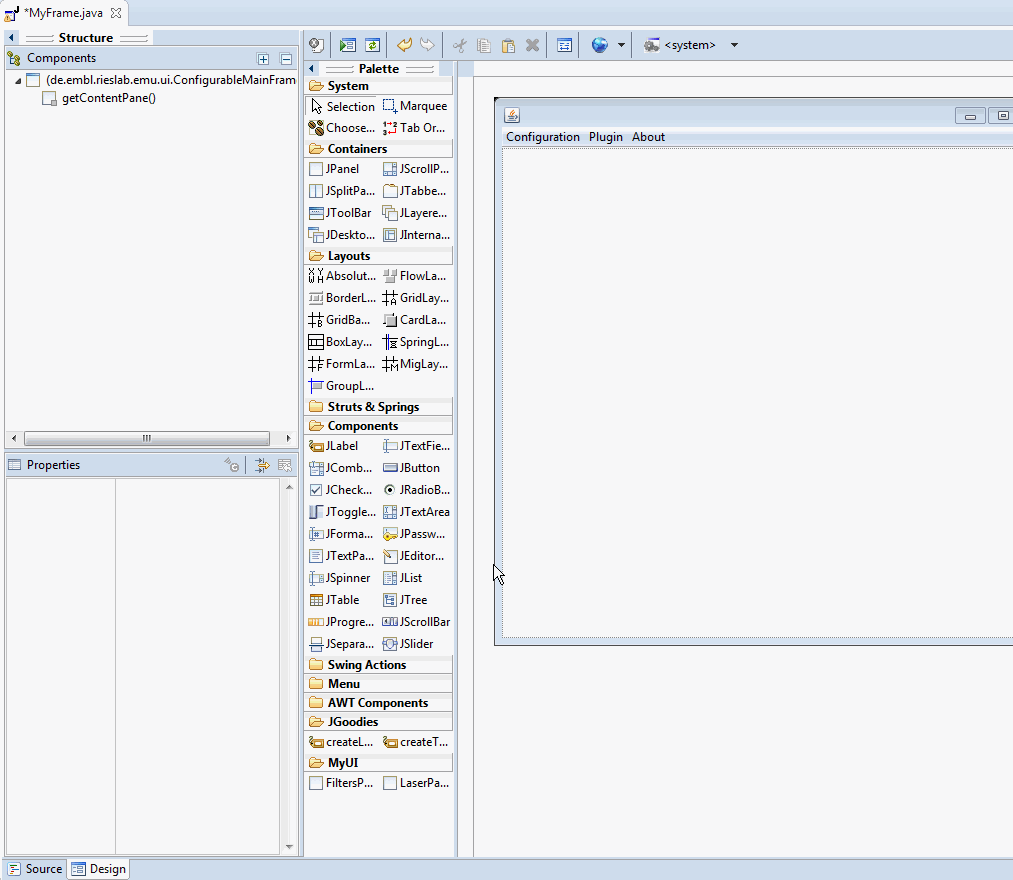 *MyFrame.java
Structure
Components
(de.embl.rieslab.emu.ui.ConfigurableMainFram
getContentPane()
Properties
Source
Design
<system>
Palette
System
Selection
Marquee
Choose...
Tab Or...
Containers
JPanel
JScrollP...
JSplitPa...
JTabbe...
JToolBar
JLayere...
JDeskto...
JInterna...
Layouts
Absolut...
FlowLa...
BorderL...
GridLay...
GridBa...
CardLa...
BoxLay...
SpringL...
FormLa...
MigLay...
GroupL...
Struts & Springs
Components
JLabel
JTextFie...
JComb...
JButton
JCheck...
JRadioB...
JToggle...
JTextArea
JForma...
JPassw...
JTextPa...
JEditor...
JSpinner
JList
JTable
JTree
JProgre...
JScrollBar
JSepara...
JSlider
Swing Actions
Menu
AWT Components
JGoodies
createL...
createT...
MyUI
FiltersP...
LaserPa...
Configuration Plugin About